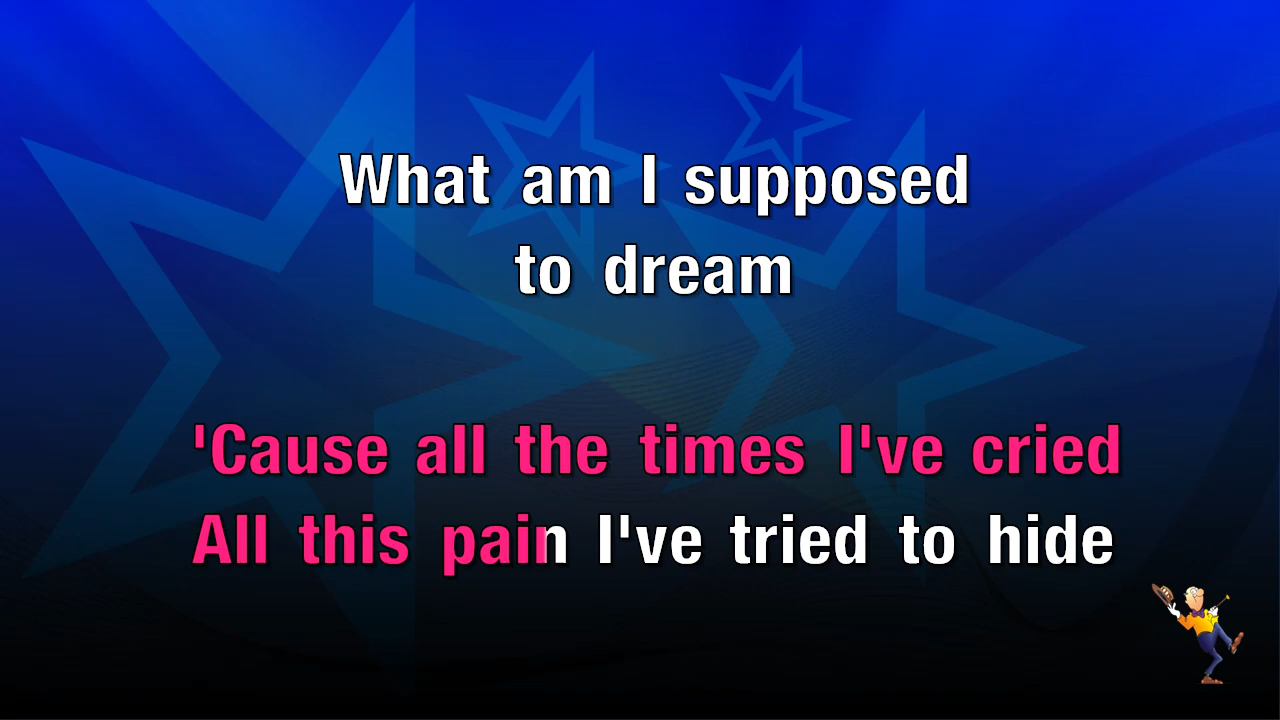 What am I supposed
to dream
'Cause all the times I've cried
All this pain I've tried to hide